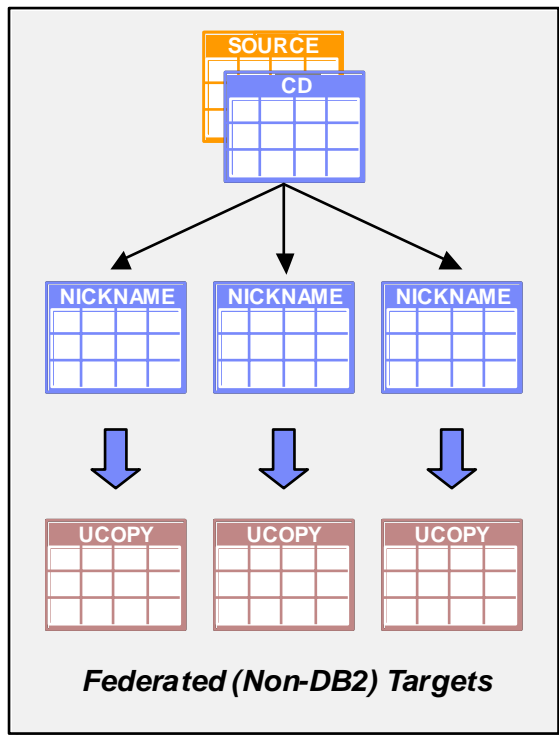 SOURCE
CD
NICKNAME NICKNAME NICKNAME
UCOPY UCOPY UCOPY
Federated (Non-DB2) Targets